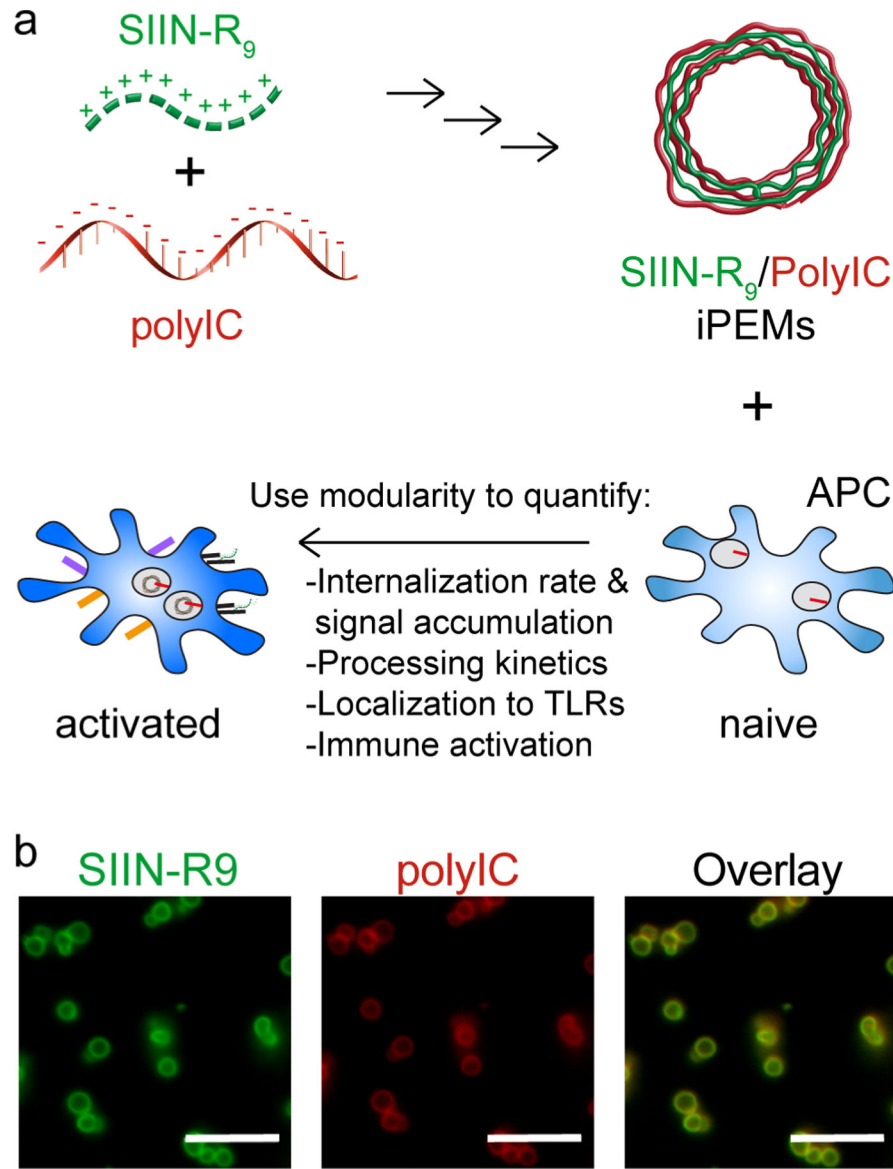 a
SIIN-R₉
+ + + + + + + + + +
+
- - - - - - - - - - - - - - - -
polyIC
SIIN-R₉/PolyIC
iPEMs
+
APC
Use modularity to quantify:
-Internalization rate &
signal accumulation
-Processing kinetics
-Localization to TLRs
-Immune activation
activated
naive
b
SIIN-R9
polyIC
Overlay